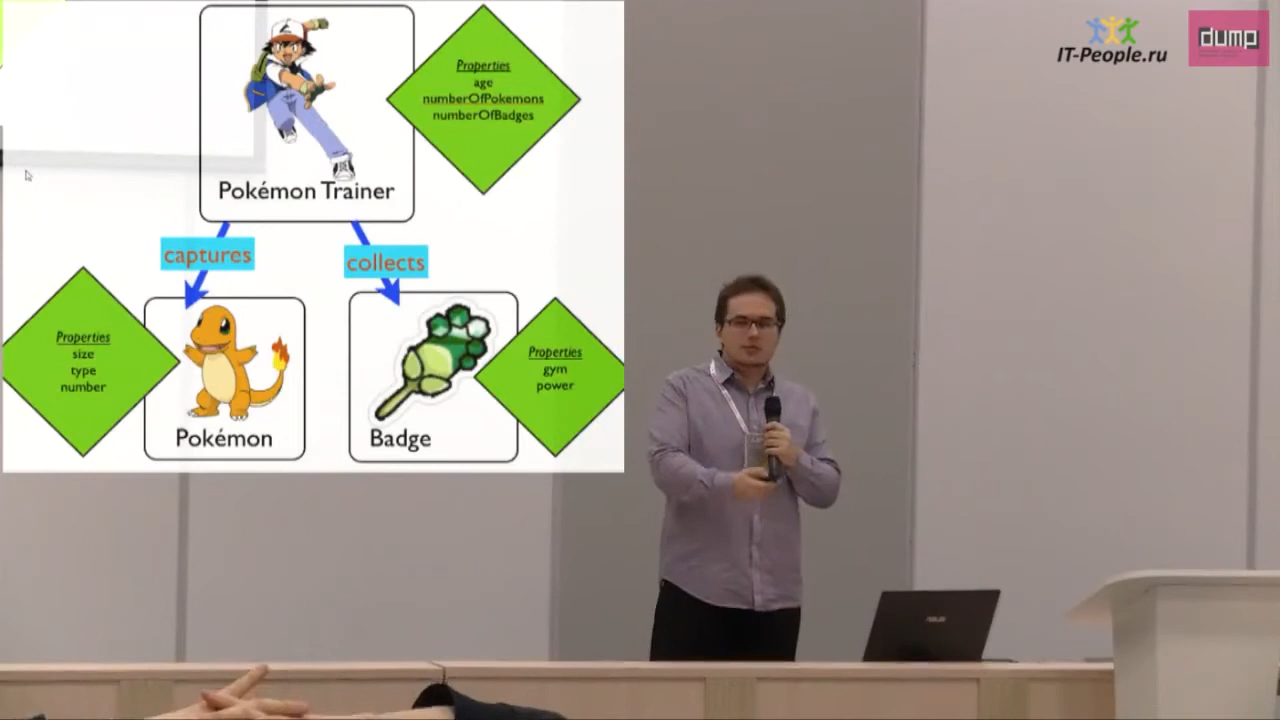 Properties
age
numberOfPokemons
numberOfBadges
Pokémon Trainer
captures
collects
Properties
size
type
number
Pokémon
Badge
Properties
gym
power
IT-People.ru
dump
ASUS